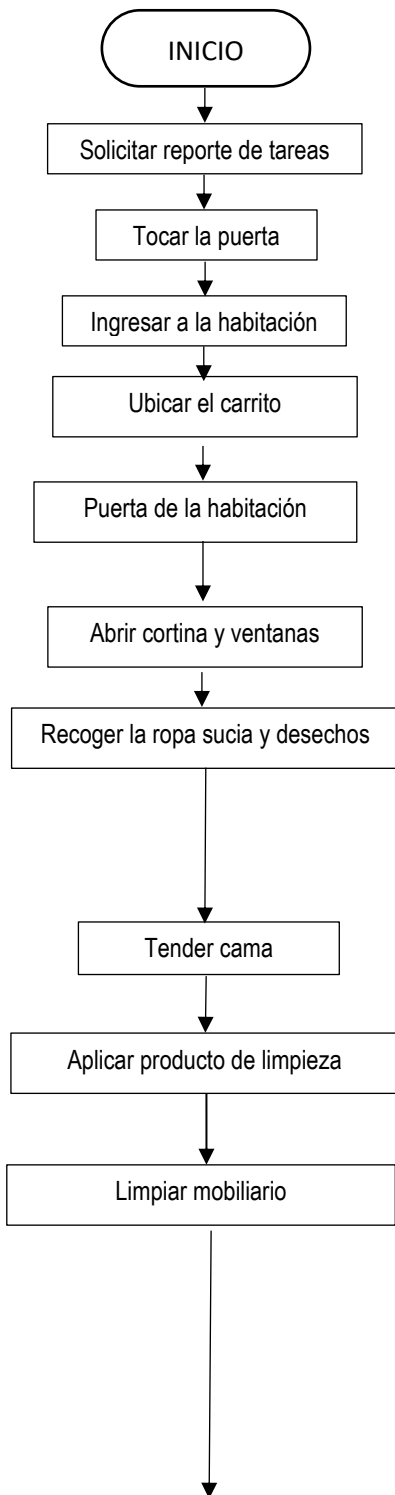 INICIO
Solicitar reporte de tareas
Tocar la puerta
Ingresar a la habitación
Ubicar el carrito
Puerta de la habitación
Abrir cortina y ventanas
Recoger la ropa sucia y desechos
Tender cama
Aplicar producto de limpieza
Limpiar mobiliario